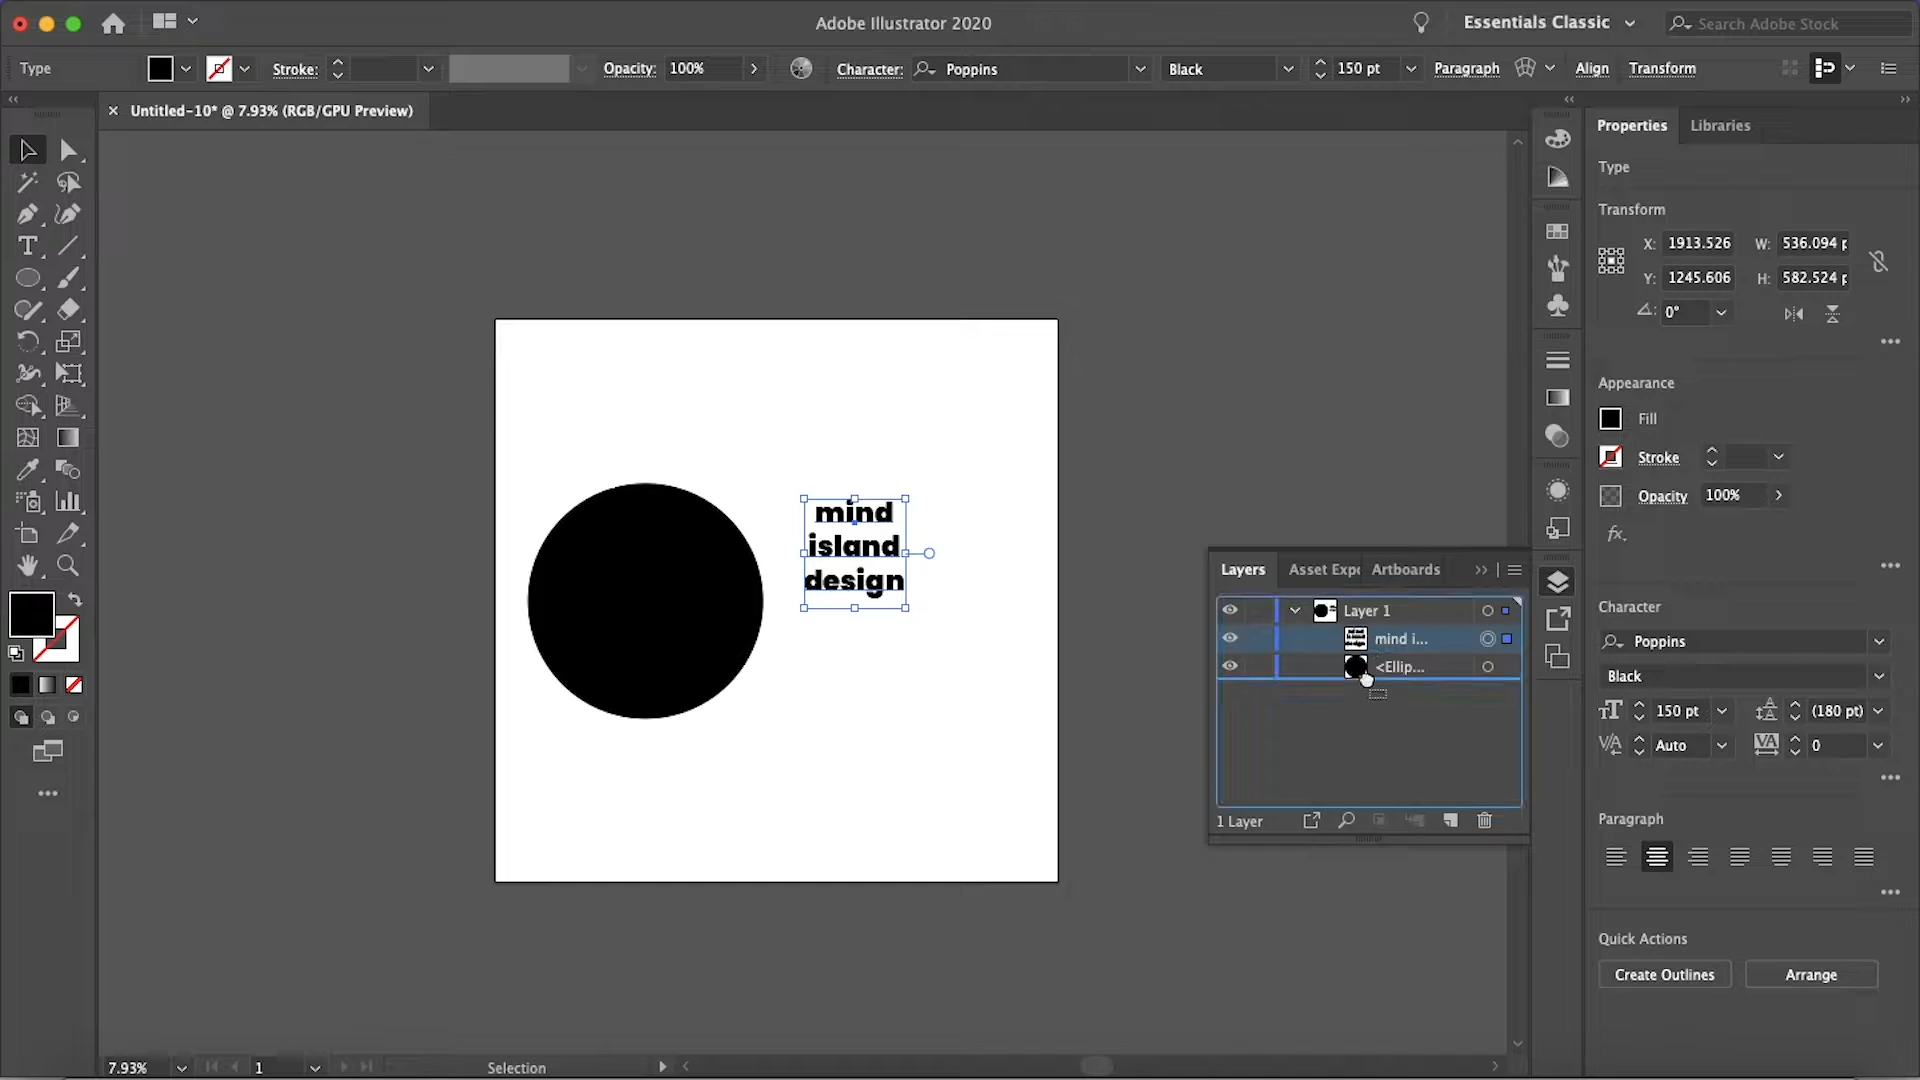 Adobe Illustrator 2020
Essentials Classic
Search Adobe Stock
Type
Stroke:
Opacity: 100%
Character: Poppins
Black
150 pt
Paragraph
Align
Transform
× Untitled-10* @ 7.93% (RGB/GPU Preview)
mind
island
design
Layers Asset Expo Artboards
Layer 1
mind i...
<Ellip...
1 Layer
Properties Libraries
Type
Transform
X: 1913.526 W: 536.094 p
Y: 1245.606 H: 582.524 p
0°
Appearance
Fill
Stroke
Opacity 100%
fx
Character
Poppins
Black
150 pt (180 pt)
Auto 0
Paragraph
Quick Actions
Create Outlines Arrange
7.93% 1 Selection